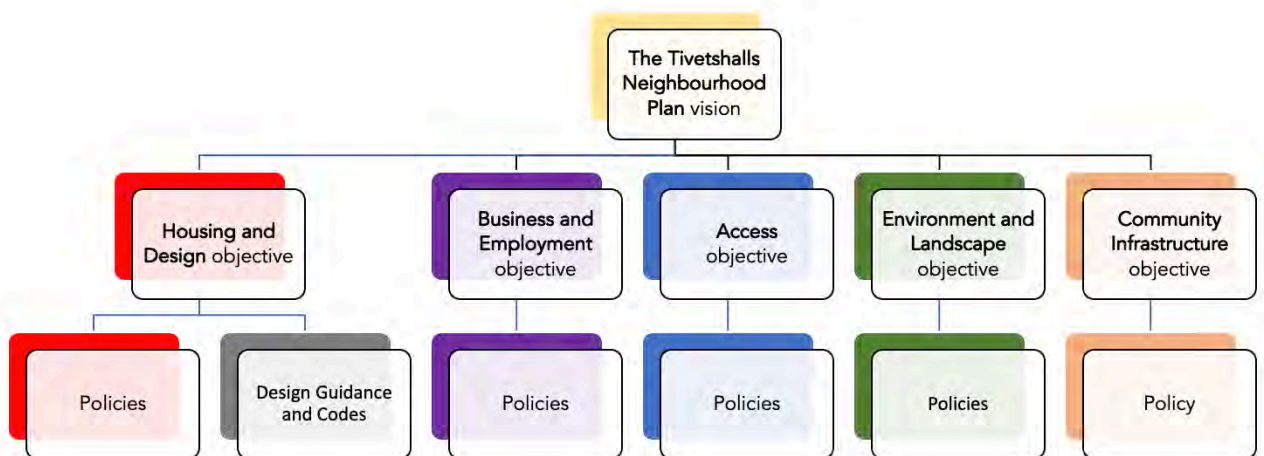 The Tivetshalls
Neighbourhood
Plan vision
Housing and
Design objective
Business and
Employment
objective
Access
objective
Environment and
Landscape
objective
Community
Infrastructure
objective
Policies
Design Guidance
and Codes
Policies
Policies
Policies
Policy